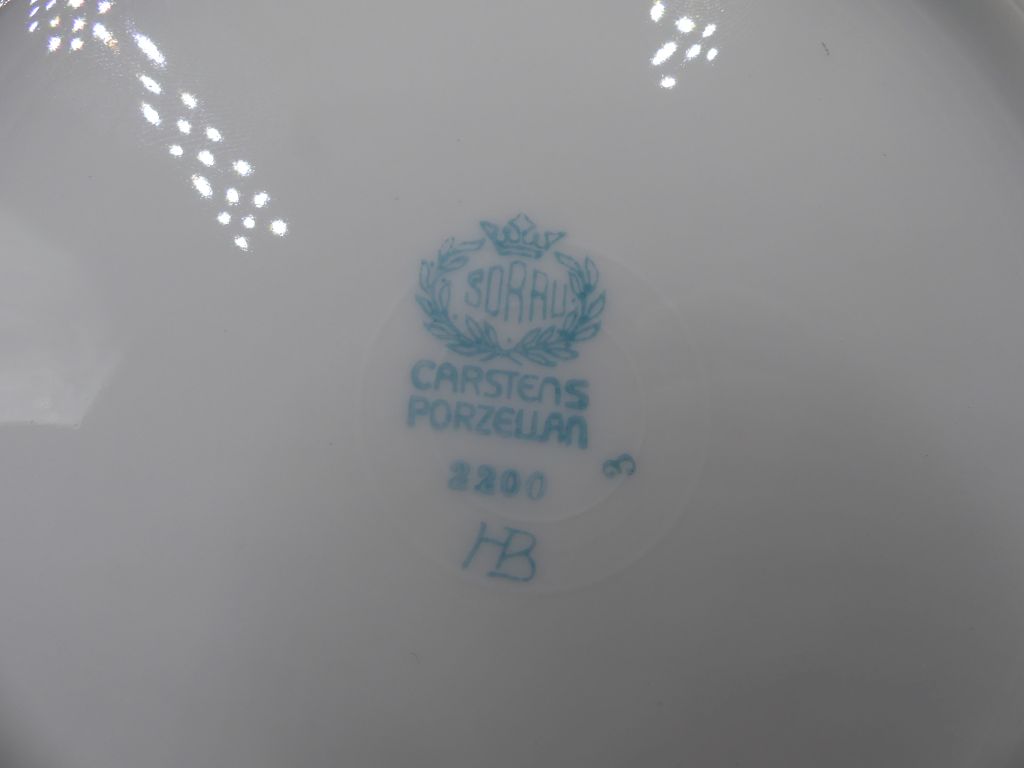 SORAU
CARSTENS
PORZELLAN
2200
3
HB